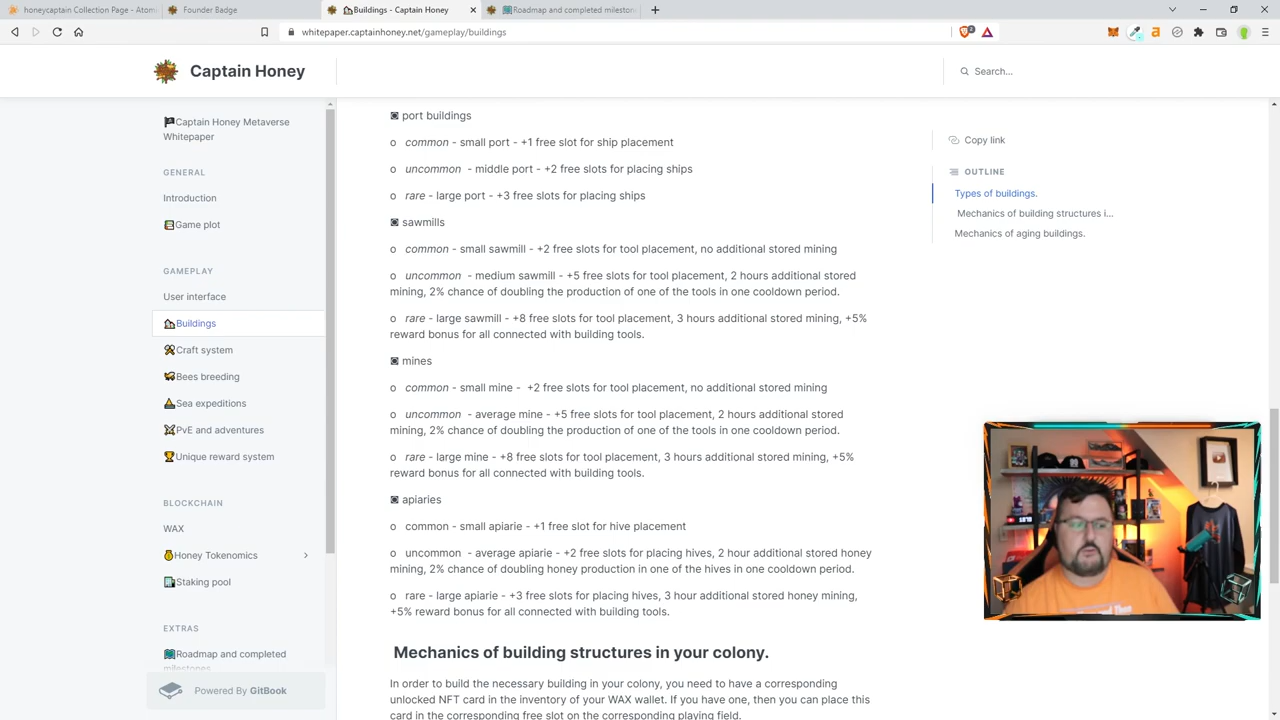 honeycaptain Collection Page - Atom
Founder Badge
Buildings - Captain Honey
Roadmap and completed mileston
whitepaper.captainhoney.net/gameplay/buildings
Captain Honey
Search...
Captain Honey Metaverse
Whitepaper
GENERAL
Introduction
Game plot
GAMEPLAY
User interface
Buildings
Craft system
Bees breeding
Sea expeditions
PvE and adventures
Unique reward system
BLOCKCHAIN
WAX
Honey Tokenomics
Staking pool
EXTRAS
Roadmap and completed
milestones
Powered By GitBook
◙ port buildings
o common - small port - +1 free slot for ship placement
o uncommon - middle port - +2 free slots for placing ships
o rare - large port - +3 free slots for placing ships
◙ sawmills
o common - small sawmill - +2 free slots for tool placement, no additional stored mining
o uncommon - medium sawmill - +5 free slots for tool placement, 2 hours additional stored
mining, 2% chance of doubling the production of one of the tools in one cooldown period.
o rare - large sawmill - +8 free slots for tool placement, 3 hours additional stored mining, +5%
reward bonus for all connected with building tools.
◙ mines
o common - small mine - +2 free slots for tool placement, no additional stored mining
o uncommon - average mine - +5 free slots for tool placement, 2 hours additional stored
mining, 2% chance of doubling the production of one of the tools in one cooldown period.
o rare - large mine - +8 free slots for tool placement, 3 hours additional stored mining, +5%
reward bonus for all connected with building tools.
◙ apiaries
o common - small apiarie - +1 free slot for hive placement
o uncommon - average apiarie - +2 free slots for placing hives, 2 hour additional stored honey
mining, 2% chance of doubling honey production in one of the hives in one cooldown period.
o rare - large apiarie - +3 free slots for placing hives, 3 hour additional stored honey mining,
+5% reward bonus for all connected with building tools.
Mechanics of building structures in your colony.
In order to build the necessary building in your colony, you need to have a corresponding
unlocked NFT card in the inventory of your WAX wallet. If you have one, then you can place this
card in the corresponding free slot on the corresponding playing field.
Copy link
OUTLINE
Types of buildings.
Mechanics of building structures i...
Mechanics of aging buildings.